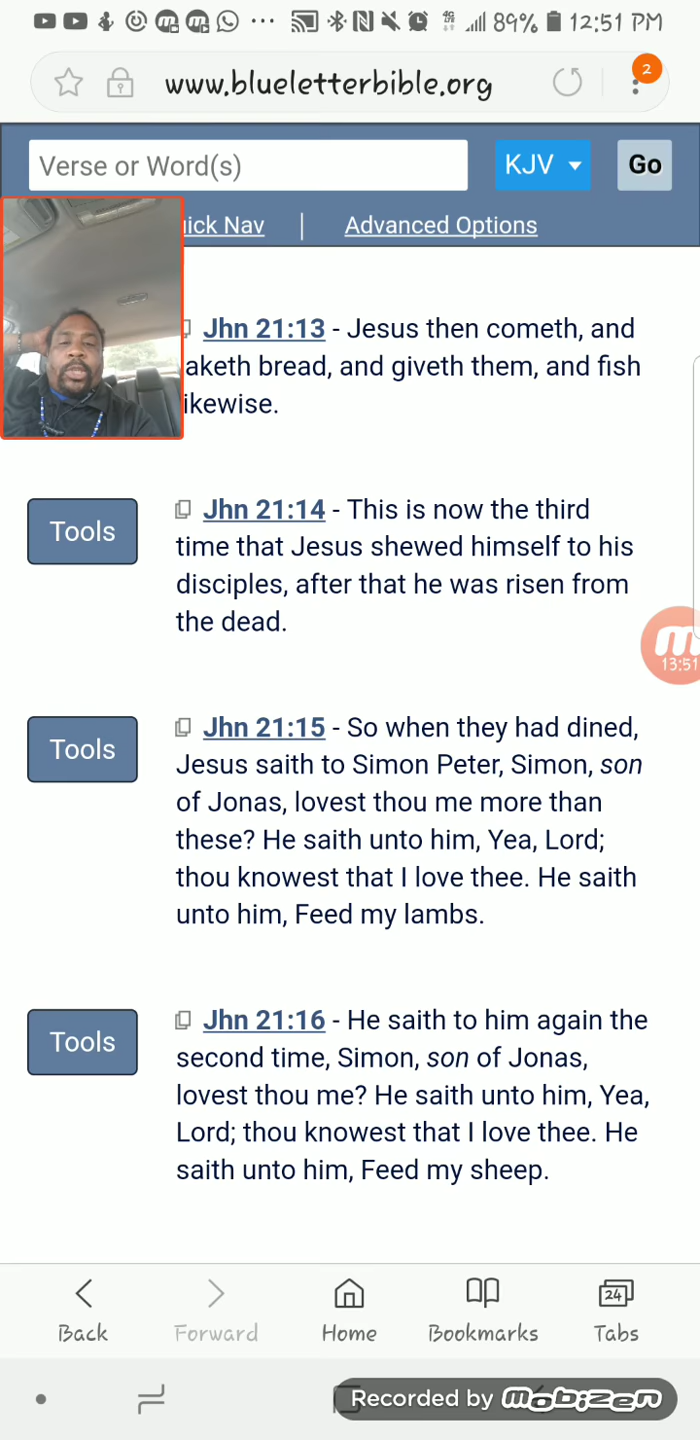 89% 12:51 PM
www.blueletterbible.org
2
Verse or Word(s)
KJV
Go
ick Nav | Advanced Options
Jhn 21:13 - Jesus then cometh, and
aketh bread, and giveth them, and fish
ikewise.
Tools
Jhn 21:14 - This is now the third
time that Jesus shewed himself to his
disciples, after that he was risen from
the dead.
13:51
Tools
Jhn 21:15 - So when they had dined,
Jesus saith to Simon Peter, Simon, son
of Jonas, lovest thou me more than
these? He saith unto him, Yea, Lord;
thou knowest that I love thee. He saith
unto him, Feed my lambs.
Tools
Jhn 21:16 - He saith to him again the
second time, Simon, son of Jonas,
lovest thou me? He saith unto him, Yea,
Lord; thou knowest that I love thee. He
saith unto him, Feed my sheep.
24
Back Forward Home Bookmarks Tabs
Recorded by mobizen